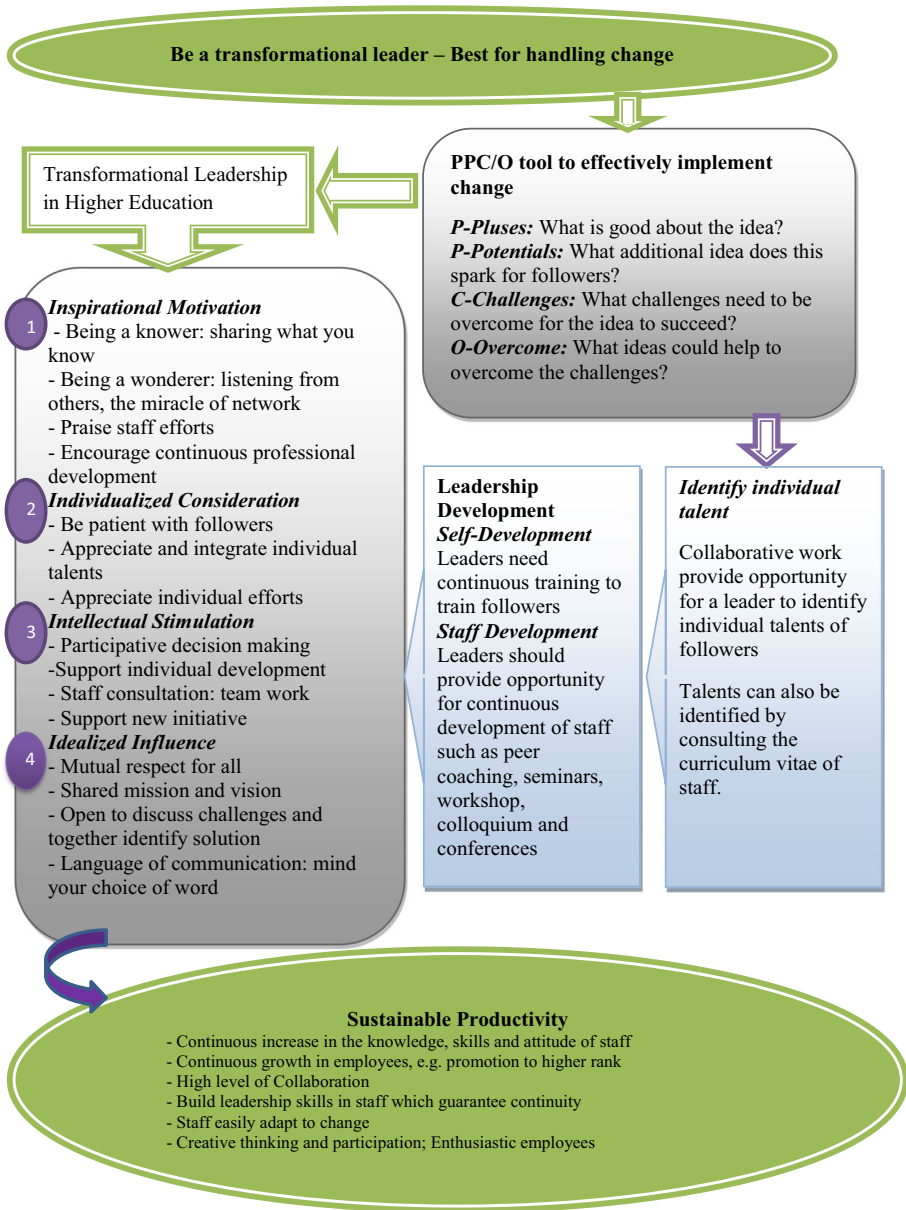 Be a transformational leader – Best for handling change
PPC/O tool to effectively implement
change
P-Pluses: What is good about the idea?
P-Potentials: What additional idea does this
spark for followers?
C-Challenges: What challenges need to be
overcome for the idea to succeed?
O-Overcome: What ideas could help to
overcome the challenges?
Transformational Leadership
in Higher Education
1
Inspirational Motivation
- Being a knower: sharing what you
know
- Being a wonderer: listening from
others, the miracle of network
- Praise staff efforts
- Encourage continuous professional
development
2
Individualized Consideration
- Be patient with followers
- Appreciate and integrate individual
talents
- Appreciate individual efforts
3
Intellectual Stimulation
- Participative decision making
-Support individual development
- Staff consultation: team work
- Support new initiative
4
Idealized Influence
- Mutual respect for all
- Shared mission and vision
- Open to discuss challenges and
together identify solution
- Language of communication: mind
your choice of word
Leadership
Development
Self-Development
Leaders need
continuous training to
train followers
Staff Development
Leaders should
provide opportunity
for continuous
development of staff
such as peer
coaching, seminars,
workshop,
colloquium and
conferences
Identify individual
talent
Collaborative work
provide opportunity
for a leader to identify
individual talents of
followers
Talents can also be
identified by
consulting the
curriculum vitae of
staff.
Sustainable Productivity
- Continuous increase in the knowledge, skills and attitude of staff
- Continuous growth in employees, e.g. promotion to higher rank
- High level of Collaboration
- Build leadership skills in staff which guarantee continuity
- Staff easily adapt to change
- Creative thinking and participation; Enthusiastic employees